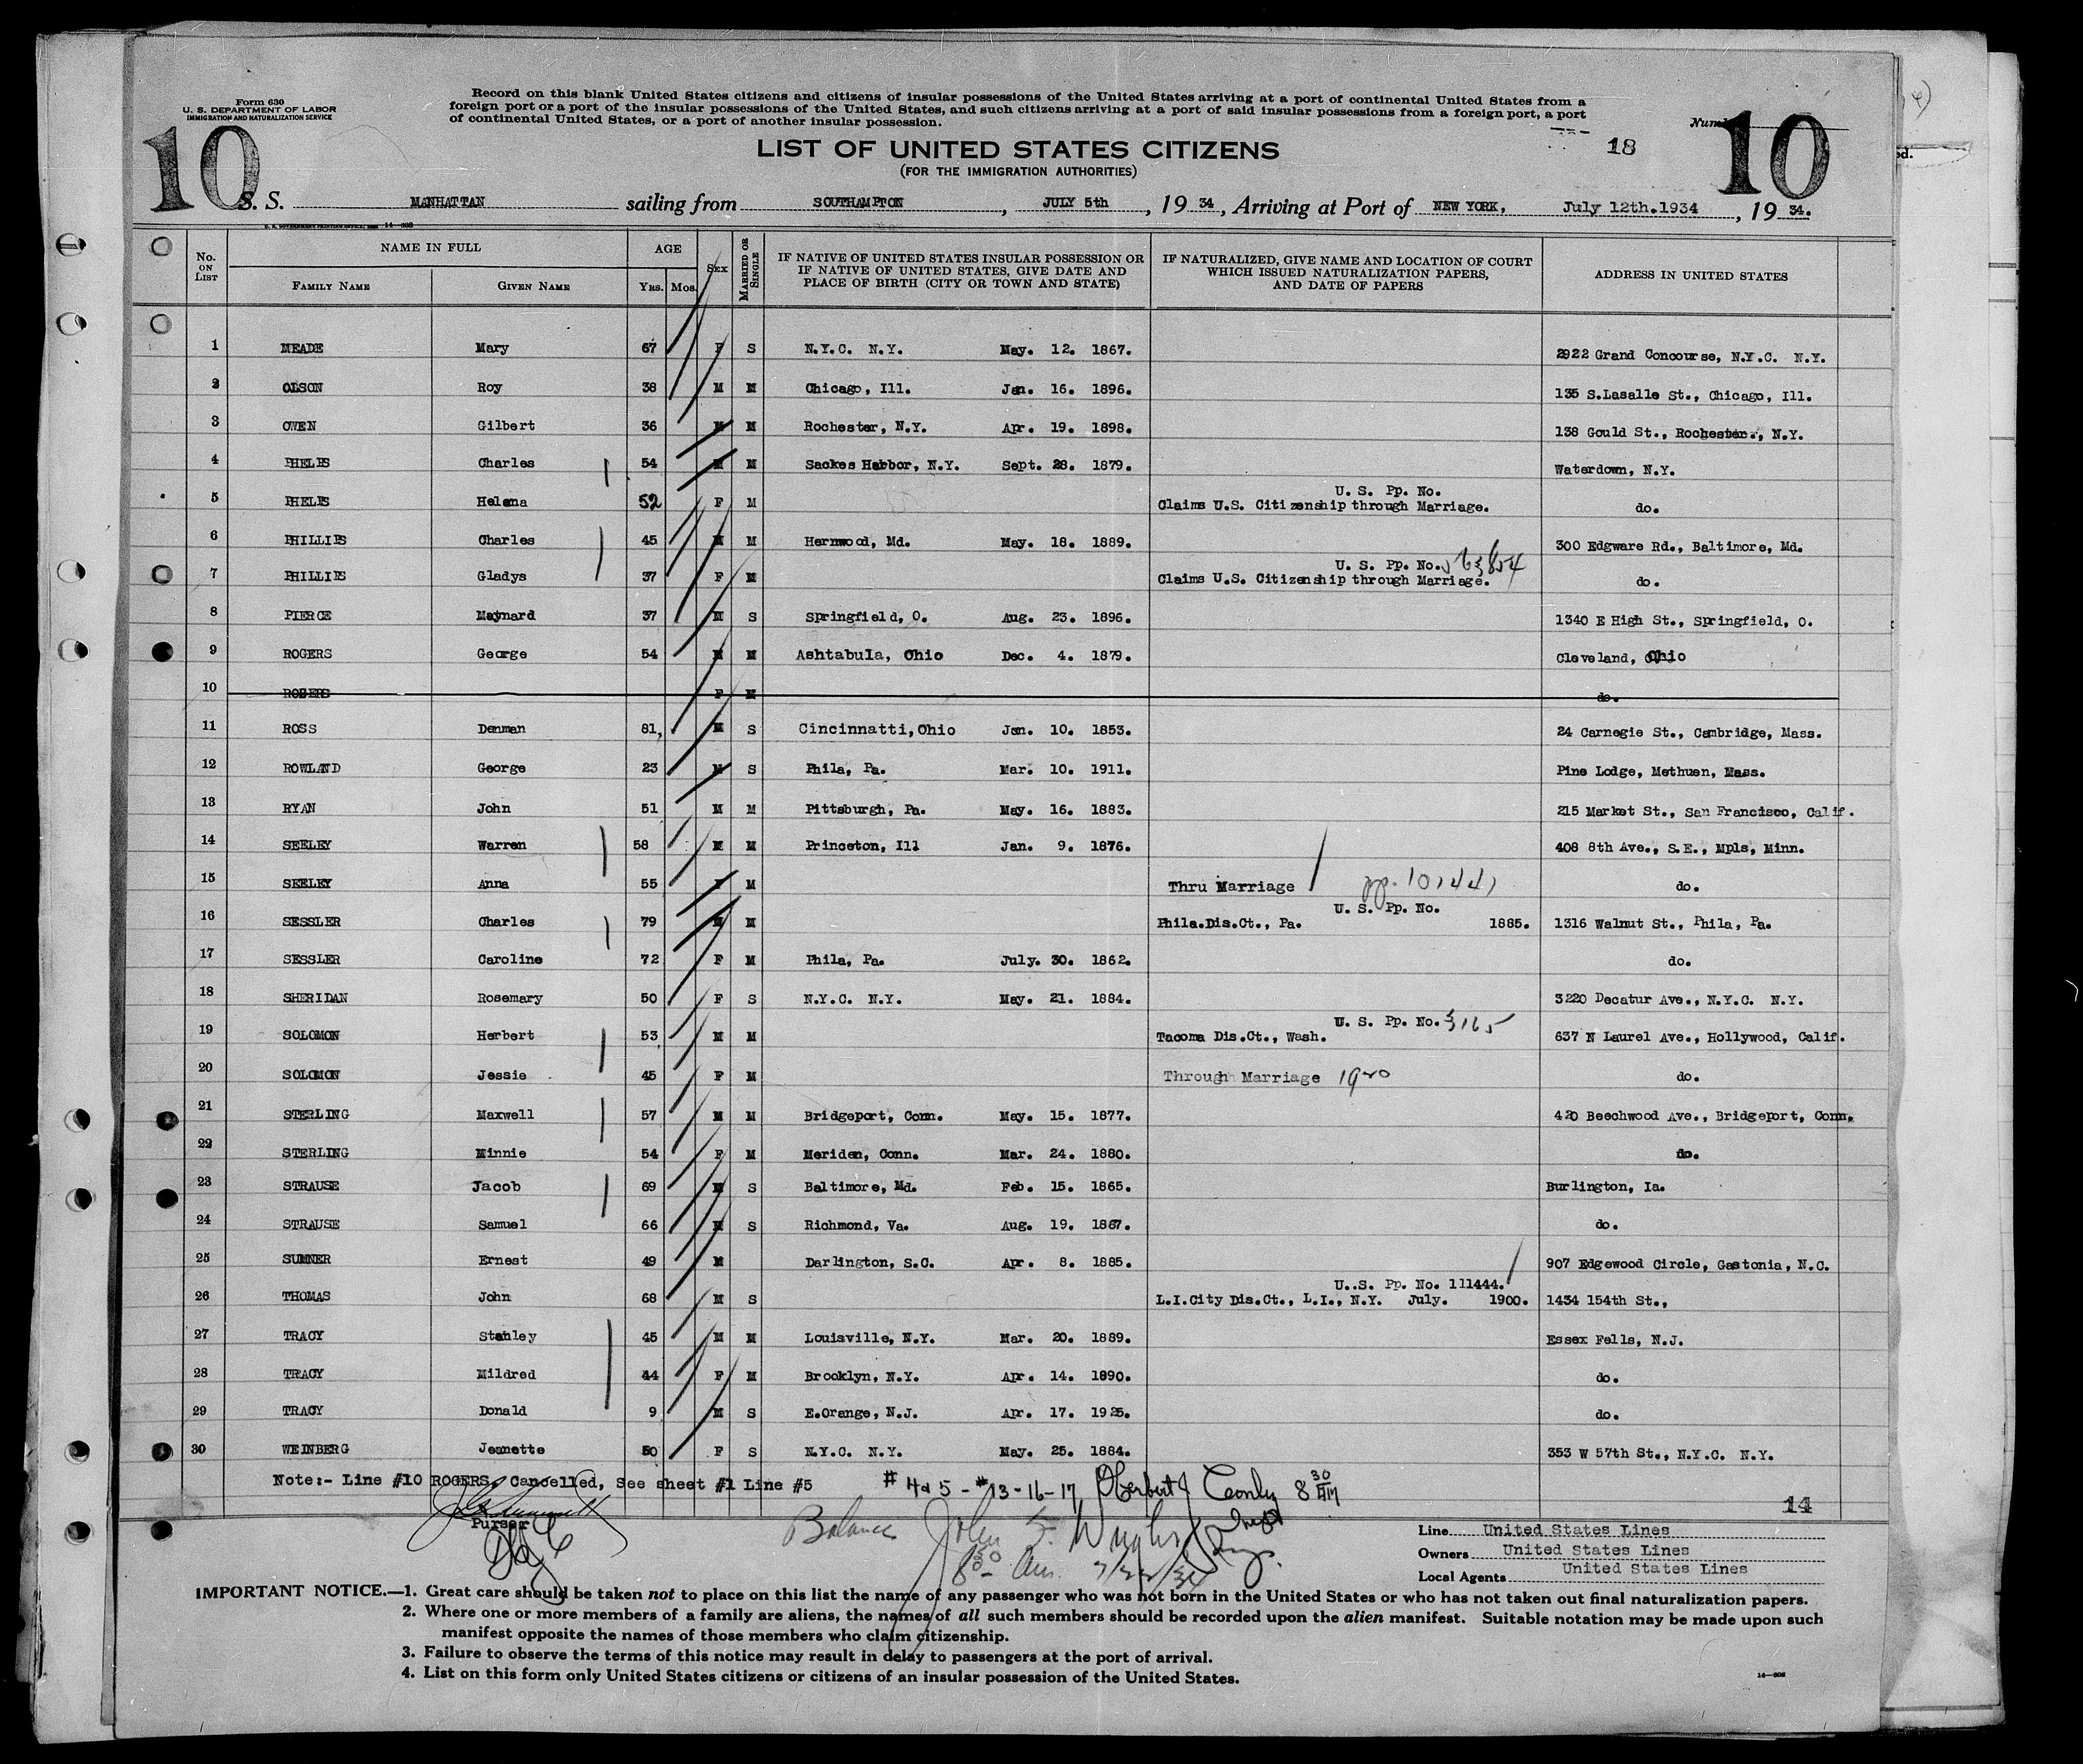 Form 630
U. S. DEPARTMENT OF LABOR
IMMIGRATION AND NATURALIZATION SERVICE
Record on this blank United States citizens and citizens of insular possessions of the United States arriving at a port of continental United States from a
foreign port or a port of the insular possessions of the United States, and such citizens arriving at a port of said insular possessions from a foreign port, a port
of continental United States, or a port of another insular possession.
10 10
18
LIST OF UNITED STATES CITIZENS
(FOR THE IMMIGRATION AUTHORITIES)
S. S. MANHATTAN sailing from SOUTHAMPTON, JULY 5th, 19 34, Arriving at Port of NEW YORK, July 12th.1934, 19 34.
No. ON LIST NAME IN FULL AGE SEX MARRIED OR SINGLE IF NATIVE OF UNITED STATES INSULAR POSSESSION OR IF NATIVE OF UNITED STATES, GIVE DATE AND PLACE OF BIRTH (CITY OR TOWN AND STATE) IF NATURALIZED, GIVE NAME AND LOCATION OF COURT WHICH ISSUED NATURALIZATION PAPERS, AND DATE OF PAPERS ADDRESS IN UNITED STATES
FAMILY NAME GIVEN NAME YRS. MOS.
1 MEADE Mary 67 F S N.Y.C. N.Y. May. 12. 1867. 2922 Grand Concourse, N.Y.C. N.Y.
2 OLSON Roy 38 M M Chicago, Ill. Jan. 16. 1896. 135 S.Lasalle St., Chicago, Ill.
3 OWEN Gilbert 36 M M Rochester, N.Y. Apr. 19. 1898. 138 Gould St., Rochester., N.Y.
4 PHELPS Charles 54 M M Sackes Harbor, N.Y. Sept. 28. 1879. Waterdown, N.Y.
5 PHELPS Helena 52 F M U. S. Pp. No. Claims U.S. Citizenship through Marriage. do.
6 PHILLIPS Charles 45 M M Hernwood, Md. May. 18. 1889. 300 Edgware Rd., Baltimore, Md.
7 PHILLIPS Gladys 37 F M U. S. Pp. No. Claims U.S. Citizenship through Marriage. do.
8 PIERCE Maynard 37 M S Springfield, O. Aug. 23. 1896. 1340 E High St., Springfield, O.
9 ROGERS George 54 M M Ashtabula, Ohio Dec. 4. 1879. Cleveland, Ohio
10 ROGERS F M do.
11 ROSS Denman 81, M S Cincinnatti,Ohio Jan. 10. 1853. 24 Carnegie St., Cambridge, Mass.
12 ROWLAND George 23 M S Phila, Pa. Mar. 10. 1911. Pine Lodge, Methuen, Mass.
13 RYAN John 51 M M Pittsburgh, Pa. May. 16. 1883. 215 Market St., San Francisco, Calif.
14 SEELEY Warren 58 M M Princeton, Ill Jan. 9. 1876. 408 8th Ave., S.E., Mpls, Minn.
15 SEELEY Anna 55 F M Thru Marriage do.
16 SESSLER Charles 79 M M U. S. Pp. No. Phila.Dis.Ct., Pa. 1885. 1316 Walnut St., Phila, Pa.
17 SESSLER Caroline 72 F M Phila, Pa. July. 30. 1862. do.
18 SHERIDAN Rosemary 50 F S N.Y.C. N.Y. May. 21. 1884. 3220 Decatur Ave., N.Y.C. N.Y.
19 SOLOMON Herbert 53 M M U. S. Pp. No. 3165 Tacoma Dis.Ct., Wash. 637 N Laurel Ave., Hollywood, Calif.
20 SOLOMON Jessie 45 F M Through Marriage 1920 do.
21 STERLING Maxwell 57 M M Bridgeport, Conn. May. 15. 1877. 420 Beechwood Ave., Bridgeport, Conn.
22 STERLING Minnie 54 F M Meriden, Conn. Mar. 24. 1880. do.
23 STRAUSE Jacob 69 M S Baltimore, Md. Feb. 15. 1865. Burlington, Ia.
24 STRAUSE Samuel 66 M S Richmond, Va. Aug. 19. 1867. do.
25 SUMNER Ernest 49 M Darlington, S.C. Apr. 8. 1885. 907 Edgewood Circle, Gastonia, N.C.
26 THOMAS John 68 M S U..S. Pp. No. 111444. L.I.City Dis.Ct., L.I., N.Y. July. 1900. 1434 154th St.,
27 TRACY Stanley 45 M M Louisville, N.Y. Mar. 20. 1889. Essex Fells, N.J.
28 TRACY Mildred 44 F M Brooklyn, N.Y. Apr. 14. 1890. do.
29 TRACY Donald 9 M S E.Orange, N.J. Apr. 17. 1925. do.
30 WEINBERG Jeanette 50 F S N.Y.C. N.Y. May. 25. 1884. 353 W 57th St., N.Y.C. N.Y.
Note:- Line #10 ROGERS, Cancelled, See sheet #1 Line #5 # 4 & 5 - # 13 - 16 - 17 8 30 AM
14
Purser
Balance John
Line United States Lines
Owners United States Lines
Local Agents United States Lines
IMPORTANT NOTICE.—1. Great care should be taken not to place on this list the name of any passenger who was not born in the United States or who has not taken out final naturalization papers.
2. Where one or more members of a family are aliens, the names of all such members should be recorded upon the alien manifest. Suitable notation may be made upon such
manifest opposite the names of those members who claim citizenship.
3. Failure to observe the terms of this notice may result in delay to passengers at the port of arrival.
4. List on this form only United States citizens or citizens of an insular possession of the United States.